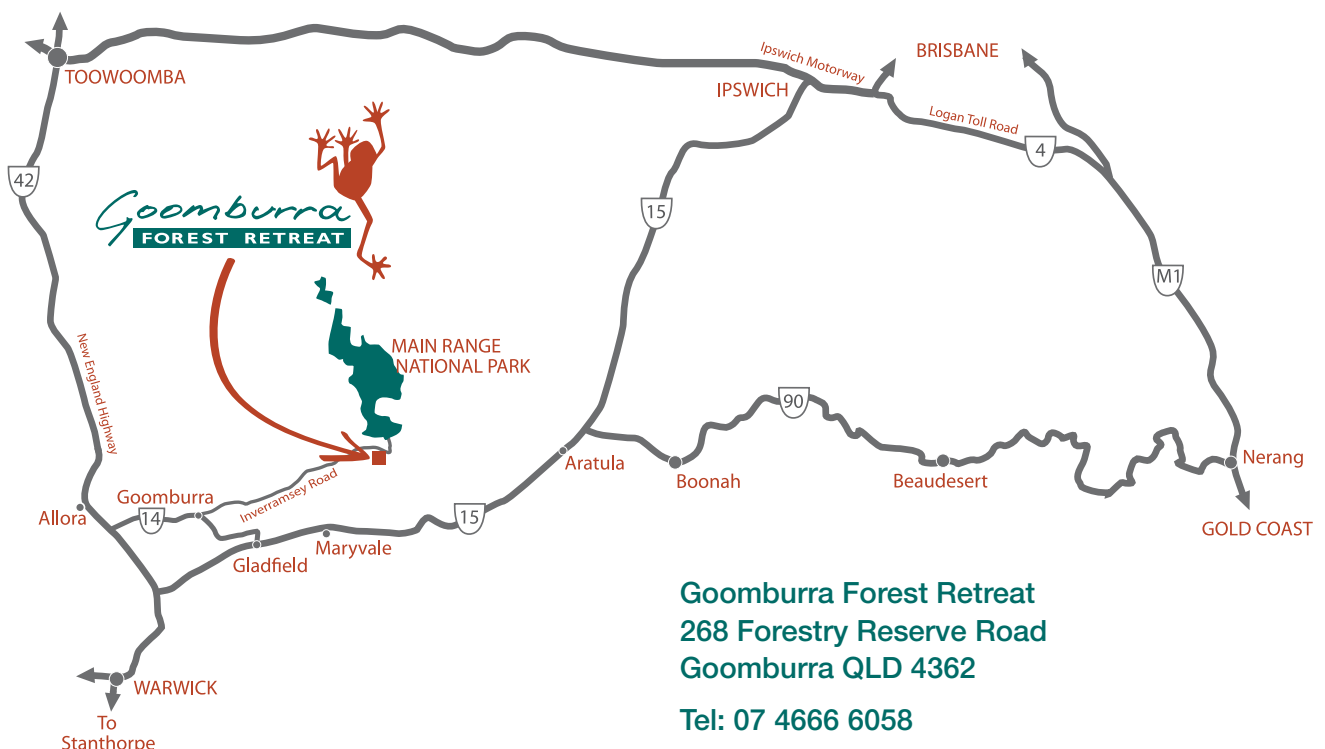 TOOWOOMBA
Ipswich Motorway
BRISBANE
IPSWICH
Logan Toll Road
4
42
15
Goomburra
FOREST RETREAT
M1
New England Highway
MAIN RANGE
NATIONAL PARK
90
Aratula
Boonah
Beaudesert
Nerang
GOLD COAST
Allora
Goomburra
14
Inverramsey Road
15
Gladfield
Maryvale
WARWICK
To
Stanthorpe
Goomburra Forest Retreat
268 Forestry Reserve Road
Goomburra QLD 4362
Tel: 07 4666 6058